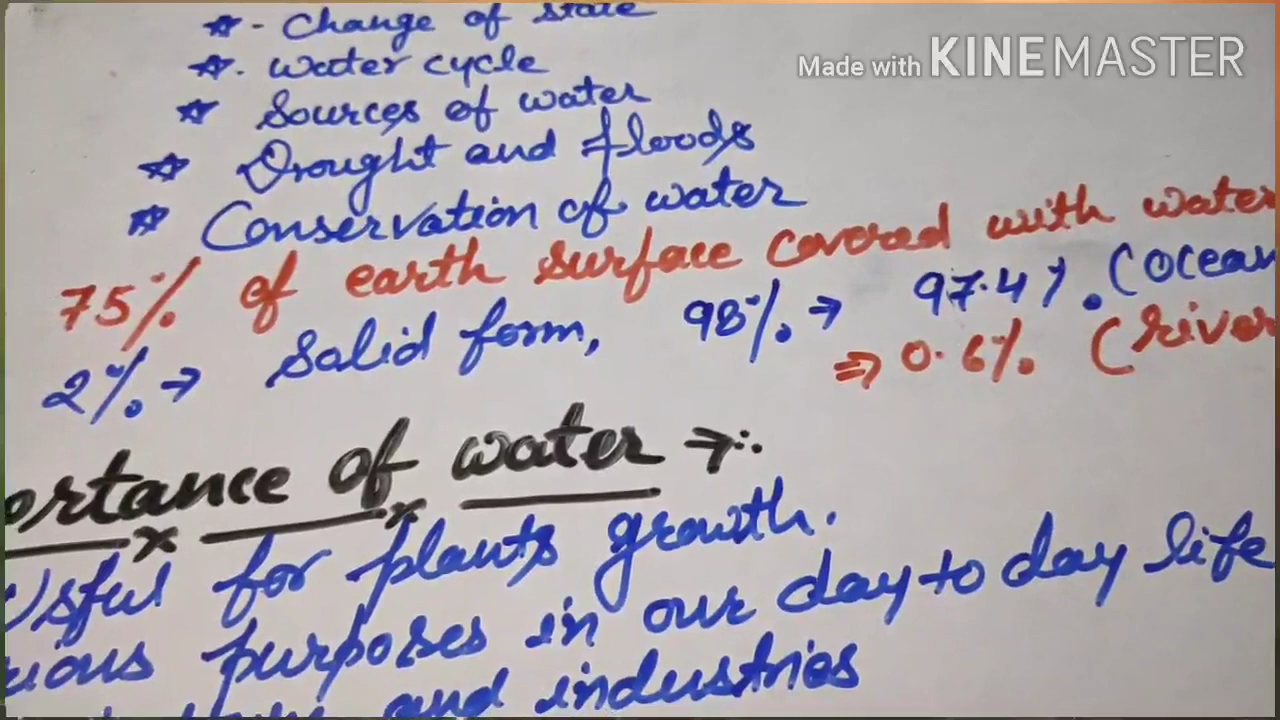 ☆ - Change of state
Made with KINEMASTER
☆ . water cycle
☆ Sources of water
☆ Drought and floods
☆ Conservation of water
75% of earth surface covered with water
2% → Solid form, 98% → 97.4%. (Ocean
⇒ 0.6%. (river
ortance of water →:.
Usful for plants growth.
rious purposes in our day to day life
and industries